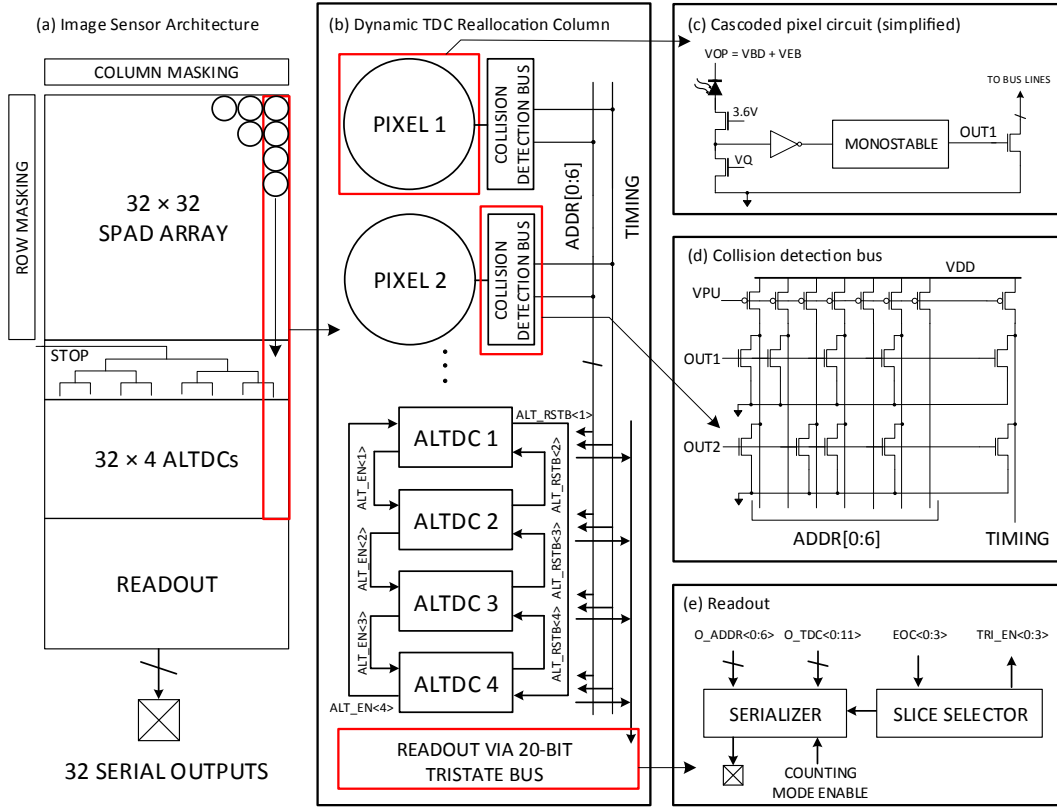 (a) Image Sensor Architecture
COLUMN MASKING
ROW MASKING
32 × 32
SPAD ARRAY
STOP
32 × 4 ALTDCs
READOUT
32 SERIAL OUTPUTS
(b) Dynamic TDC Reallocation Column
PIXEL 1
COLLISION
DETECTION BUS
ADDR[0:6]
TIMING
PIXEL 2
COLLISION
DETECTION BUS
ALTDC 1
ALT_RSTB<1>
ALT_EN<1>
ALT_RSTB<2>
ALTDC 2
ALT_EN<2>
ALT_RSTB<3>
ALTDC 3
ALT_EN<3>
ALT_RSTB<4>
ALTDC 4
ALT_EN<4>
READOUT VIA 20-BIT
TRISTATE BUS
(c) Cascoded pixel circuit (simplified)
VOP = VBD + VEB
TO BUS LINES
3.6V
MONOSTABLE
OUT1
VQ
(d) Collision detection bus
VDD
VPU
OUT1
OUT2
ADDR[0:6]
TIMING
(e) Readout
O_ADDR<0:6>
O_TDC<0:11>
EOC<0:3>
TRI_EN<0:3>
SERIALIZER
SLICE SELECTOR
COUNTING
MODE ENABLE